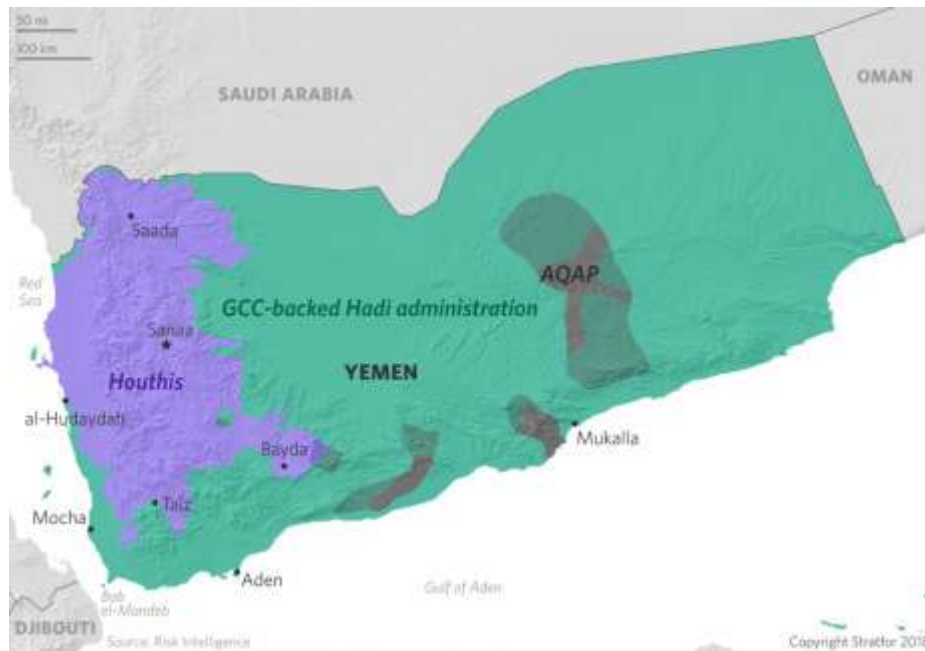 50 mi
100 km
SAUDI ARABIA
OMAN
Saada
Red
Sea
AQAP
GCC-backed Hadi administration
Sanaa
YEMEN
Houthis
al-Hudaydah
Mukalla
Bayda
Taiz
Mocha
Aden
Gulf of Aden
Bab
el-Mandeb
DJIBOUTI
Source: Risk Intelligence
Copyright Stratfor 2018